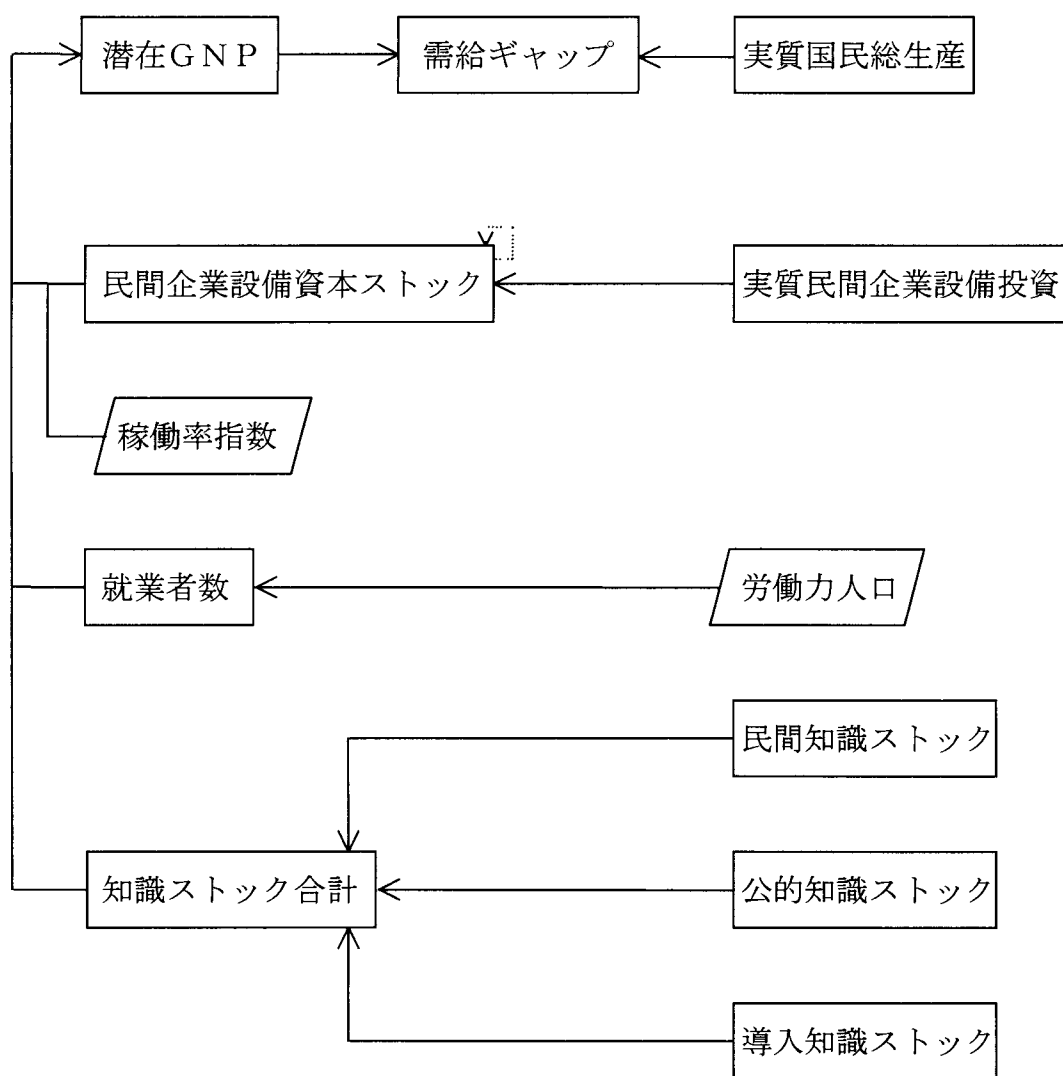 潜在GNP
需給ギャップ
実質国民総生産
民間企業設備資本ストック
実質民間企業設備投資
稼働率指数
就業者数
労働力人口
民間知識ストック
知識ストック合計
公的知識ストック
導入知識ストック